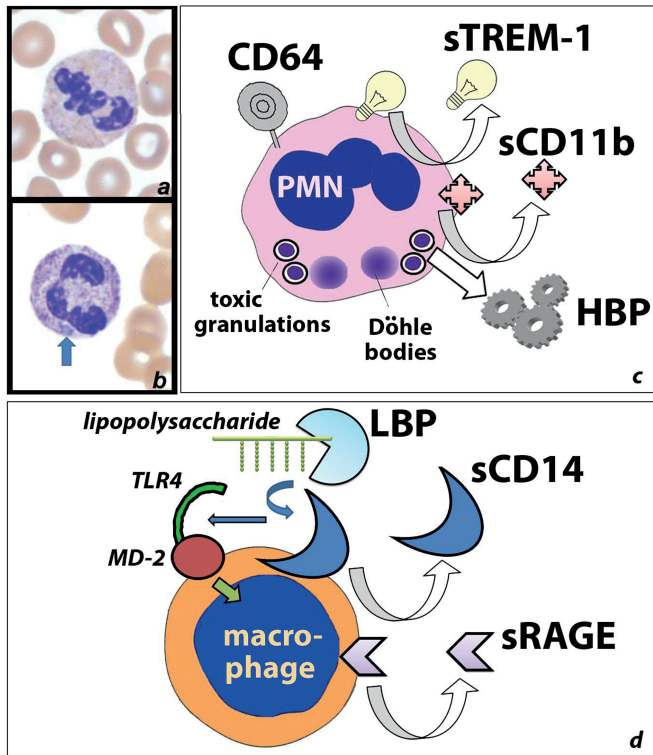 a
b
CD64
sTREM-1
sCD11b
PMN
toxic
granulations
Döhle
bodies
HBP
c
lipopolysaccharide
LBP
sCD14
TLR4
MD-2
macro-
phage
sRAGE
d